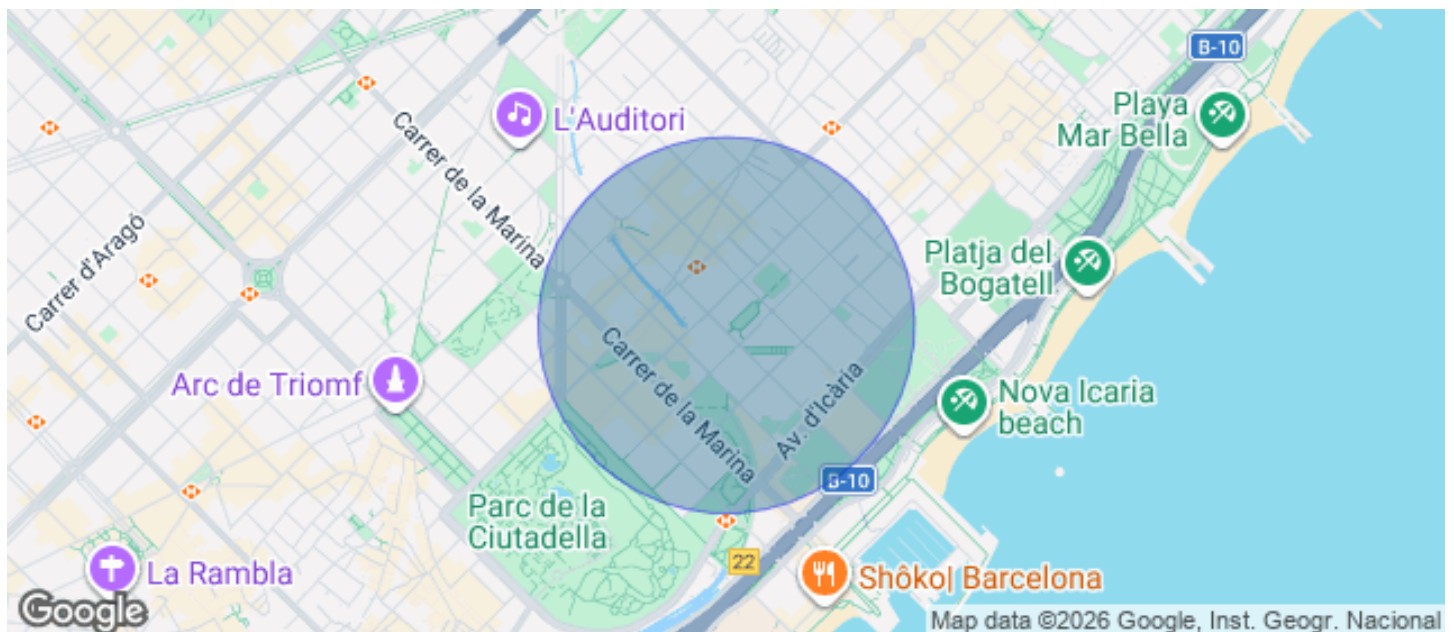 B-10
Playa
Mar Bella
L'Auditori
Carrer de la Marina
Carrer d'Aragó
Platja del
Bogatell
Arc de Triomf
Carrer de la Marina
Av. d'Icària
Nova Icaria
beach
B-10
Parc de la
Ciutadella
22
La Rambla
Shôko| Barcelona
Google
Map data ©2026 Google, Inst. Geogr. Nacional